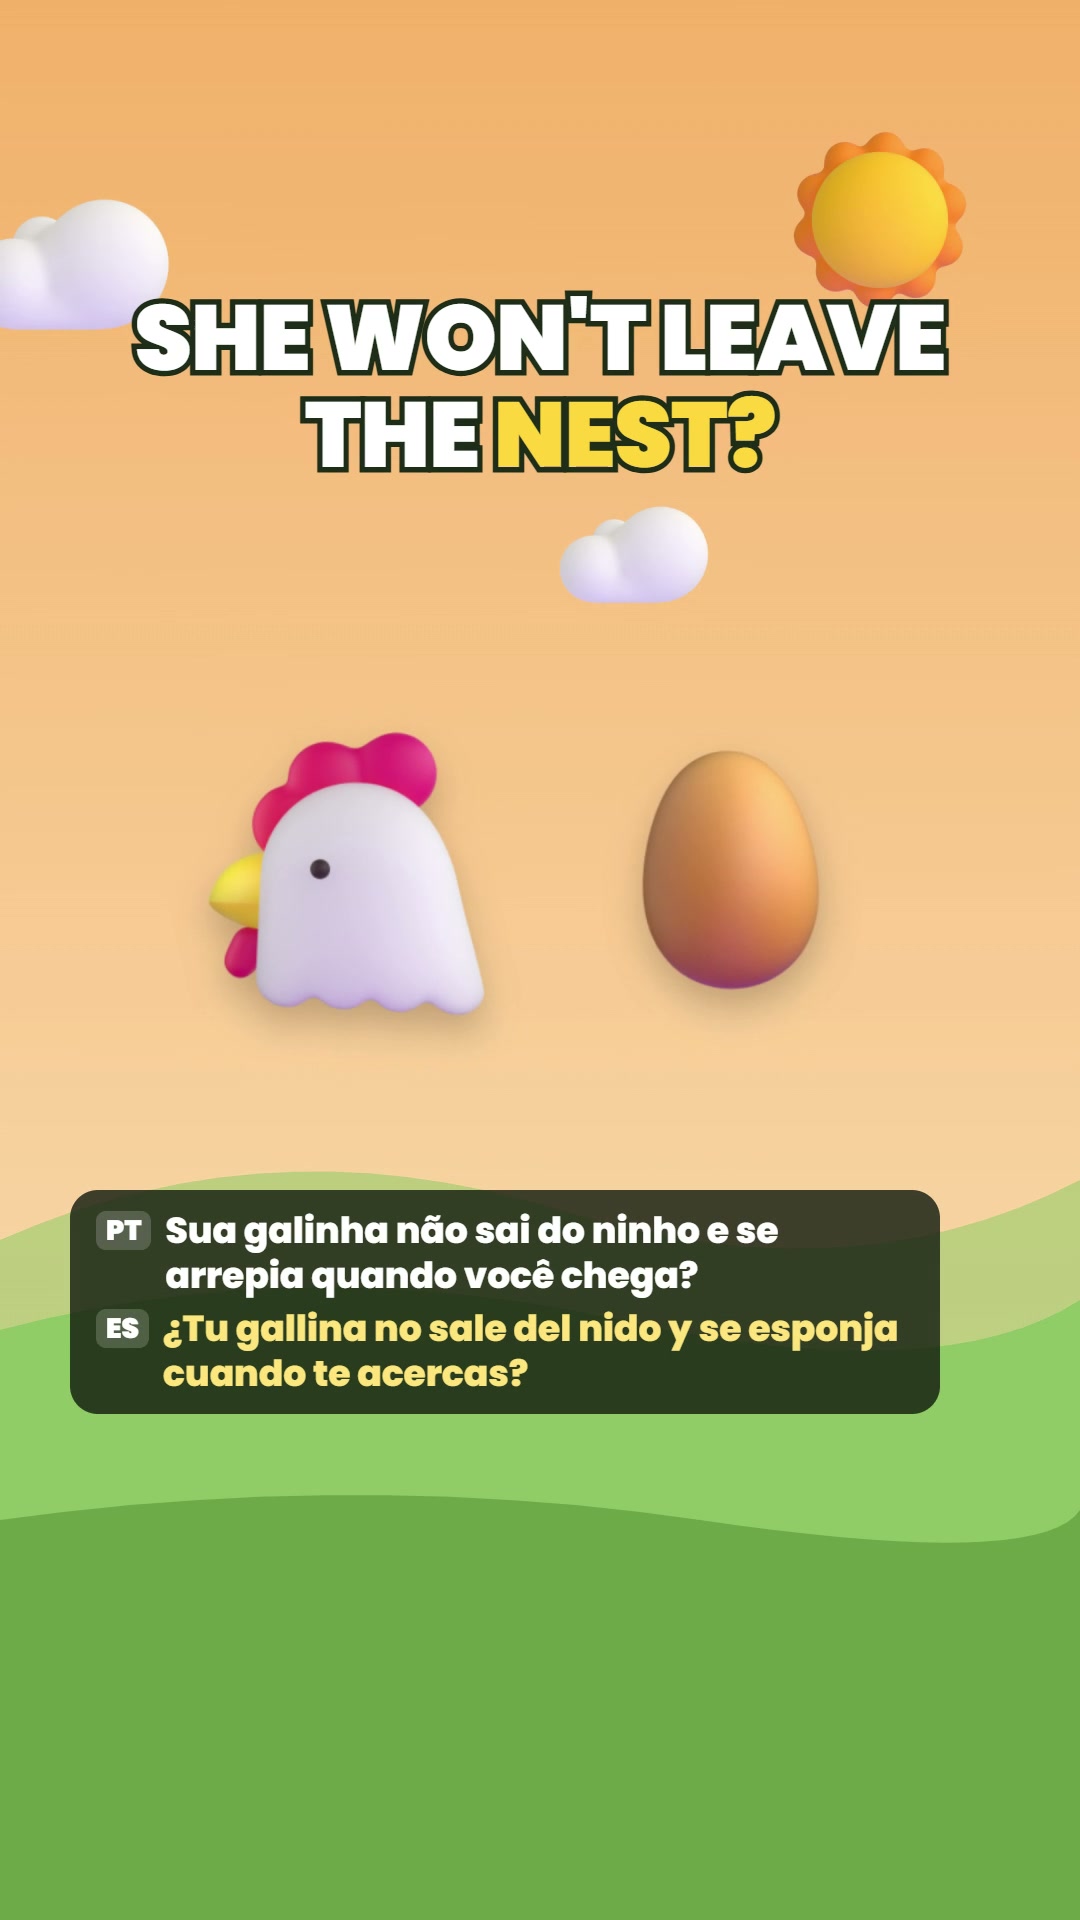 SHE WON'T LEAVE
THE NEST?
PT Sua galinha não sai do ninho e se
arrepia quando você chega?
ES ¿Tu gallina no sale del nido y se esponja
cuando te acercas?